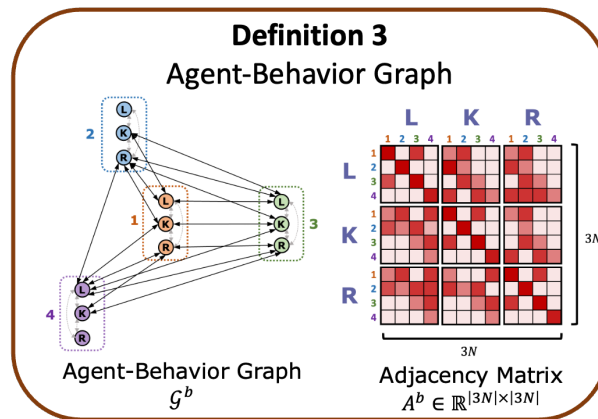 Definition 3
Agent-Behavior Graph
L K R
L
2 K
R
1 2 3 4 1 2 3 4 1 2 3 4
L 1
2
3
4
L
1 K
R
L
K 3
R
K 1
2
3
4
3N
L
4 K
R
R 1
2
3
4
3N
Agent-Behavior Graph
𝒢ᵇ
Adjacency Matrix
Aᵇ ∈ ℝ^|3N|×|3N|